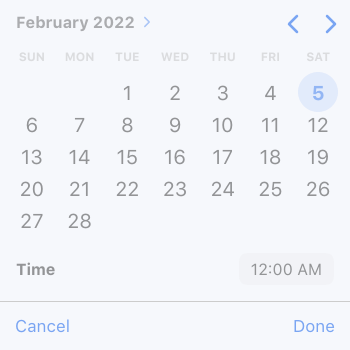 February 2022
SUN MON TUE WED THU FRI SAT
1 2 3 4 5
6 7 8 9 10 11 12
13 14 15 16 17 18 19
20 21 22 23 24 25 26
27 28
Time 12:00 AM
Cancel Done